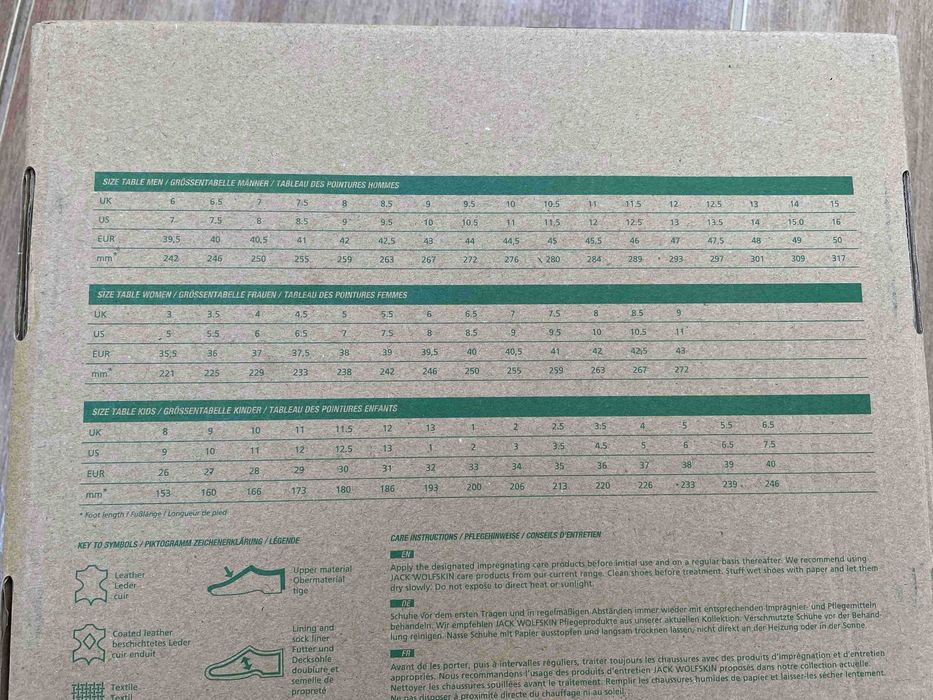 SIZE TABLE MEN / GRÖSSENTABELLE MÄNNER / TABLEAU DES POINTURES HOMMES
UK 6 6.5 7 7.5 8 8.5 9 9.5 10 10.5 11 11.5 12 12.5 13 14 15
US 7 7.5 8 8.5 9 9.5 10 10.5 11 11.5 12 12.5 13 13.5 14 15.0 16
EUR 39,5 40 40,5 41 42 42,5 43 44 44,5 45 45,5 46 47 47,5 48 49 50
mm* 242 246 250 255 259 263 267 272 276 280 284 289 293 297 301 309 317
SIZE TABLE WOMEN / GRÖSSENTABELLE FRAUEN / TABLEAU DES POINTURES FEMMES
UK 3 3.5 4 4.5 5 5.5 6 6.5 7 7.5 8 8.5 9
US 5 5.5 6 6.5 7 7.5 8 8.5 9 9.5 10 10.5 11
EUR 35,5 36 37 37,5 38 39 39,5 40 40,5 41 42 42,5 43
mm* 221 225 229 233 238 242 246 250 255 259 263 267 272
SIZE TABLE KIDS / GRÖSSENTABELLE KINDER / TABLEAU DES POINTURES ENFANTS
UK 8 9 10 11 11.5 12 13 1 2 2.5 3.5 4 5 5.5 6.5
US 9 10 11 12 12.5 13 1 2 3 3.5 4.5 5 6 6.5 7.5
EUR 26 27 28 29 30 31 32 33 34 35 36 37 38 39 40
mm* 153 160 166 173 180 186 193 200 206 213 220 226 233 239 246
* Foot length / Fußlänge / Longueur de pied
KEY TO SYMBOLS / PIKTOGRAMM ZEICHENERKLÄRUNG / LÉGENDE
Leather
Leder
cuir
Upper material
Obermaterial
tige
Coated leather
beschichtetes Leder
cuir enduit
Lining and
sock liner
Futter und
Decksohle
doublure et
semelle de
propreté
Textile
Textil
CARE INSTRUCTIONS / PFLEGEHINWEISE / CONSEILS D'ENTRETIEN
EN
Apply the designated impregnating care products before initial use and on a regular basis thereafter. We recommend using
JACK WOLFSKIN care products from our current range. Clean shoes before treatment. Stuff wet shoes with paper and let them
dry slowly. Do not expose to direct heat or sunlight.
DE
Schuhe vor dem ersten Tragen und in regelmäßigen Abständen immer wieder mit entsprechenden Imprägnier- und Pflegemitteln
behandeln. Wir empfehlen JACK WOLFSKIN Pflegeprodukte aus unserer aktuellen Kollektion. Verschmutzte Schuhe vor der Behand-
lung reinigen. Nasse Schuhe mit Papier ausstopfen und langsam trocknen lassen, nicht direkt an der Heizung oder in der Sonne.
FR
Avant de les porter, puis à intervalles réguliers, traiter toujours les chaussures avec des produits d'imprégnation et d'entretien
appropriés. Nous recommandons l'usage des produits d'entretien JACK WOLFSKIN proposés dans notre collection actuelle.
Nettoyer les chaussures souillées avant le traitement. Remplir les chaussures humides de papier et laisser-les sécher lentement.
Ne pas disposer à proximité directe du chauffage ni au soleil.